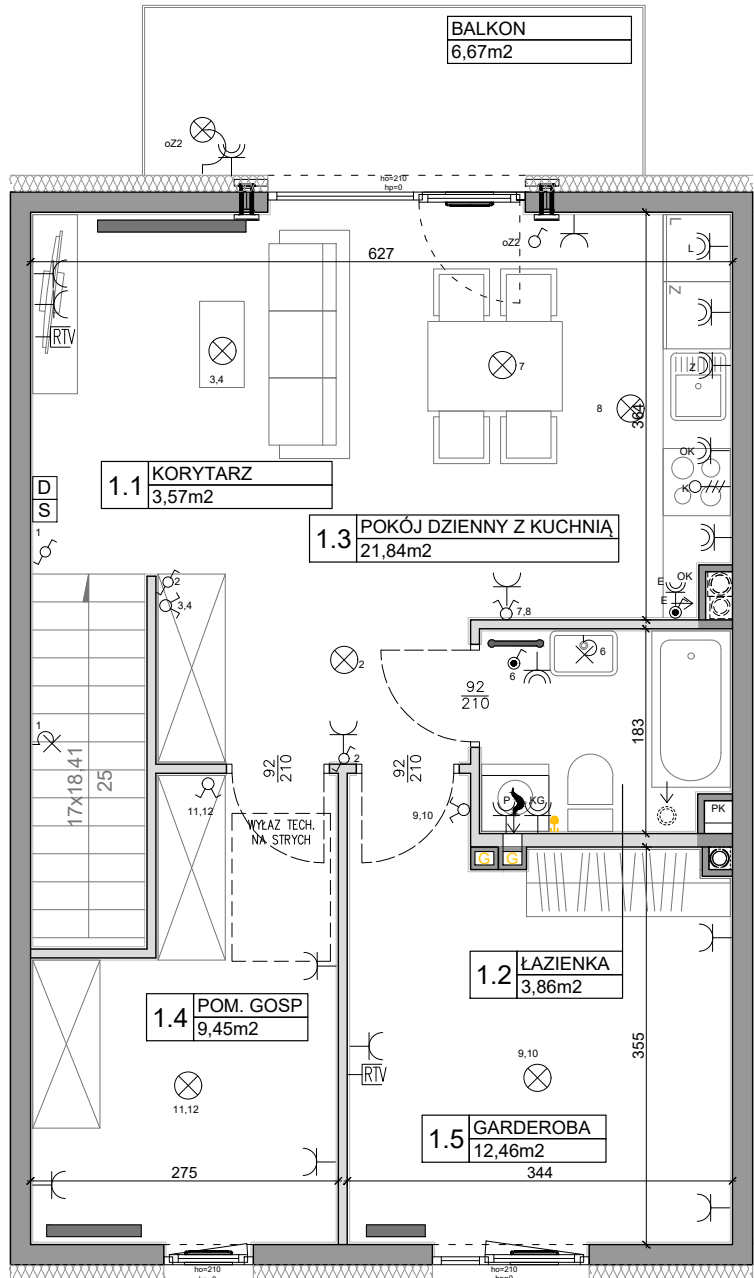 BALKON
6,67m2
oZ2
ho=210
hp=0
oZ2
627
L
L
Z
RTV
3,4
7
Z
8
364
1.1 KORYTARZ
3,57m2
OK
K
D
S
1.3 POKÓJ DZIENNY Z KUCHNIĄ
21,84m2
1
2
3,4
7,8
E
OK
E
2
6
6
92
210
183
1
17x18.41
25
2
92
210
92
210
11,12
WYŁAZ TECH.
NA STRYCH
9,10
P
KG
PK
G
G
1.2 ŁAZIENKA
3,86m2
1.4 POM. GOSP
9,45m2
355
9,10
RTV
11,12
1.5 GARDEROBA
12,46m2
275
344
ho=210
hp=0
ho=210
hp=0